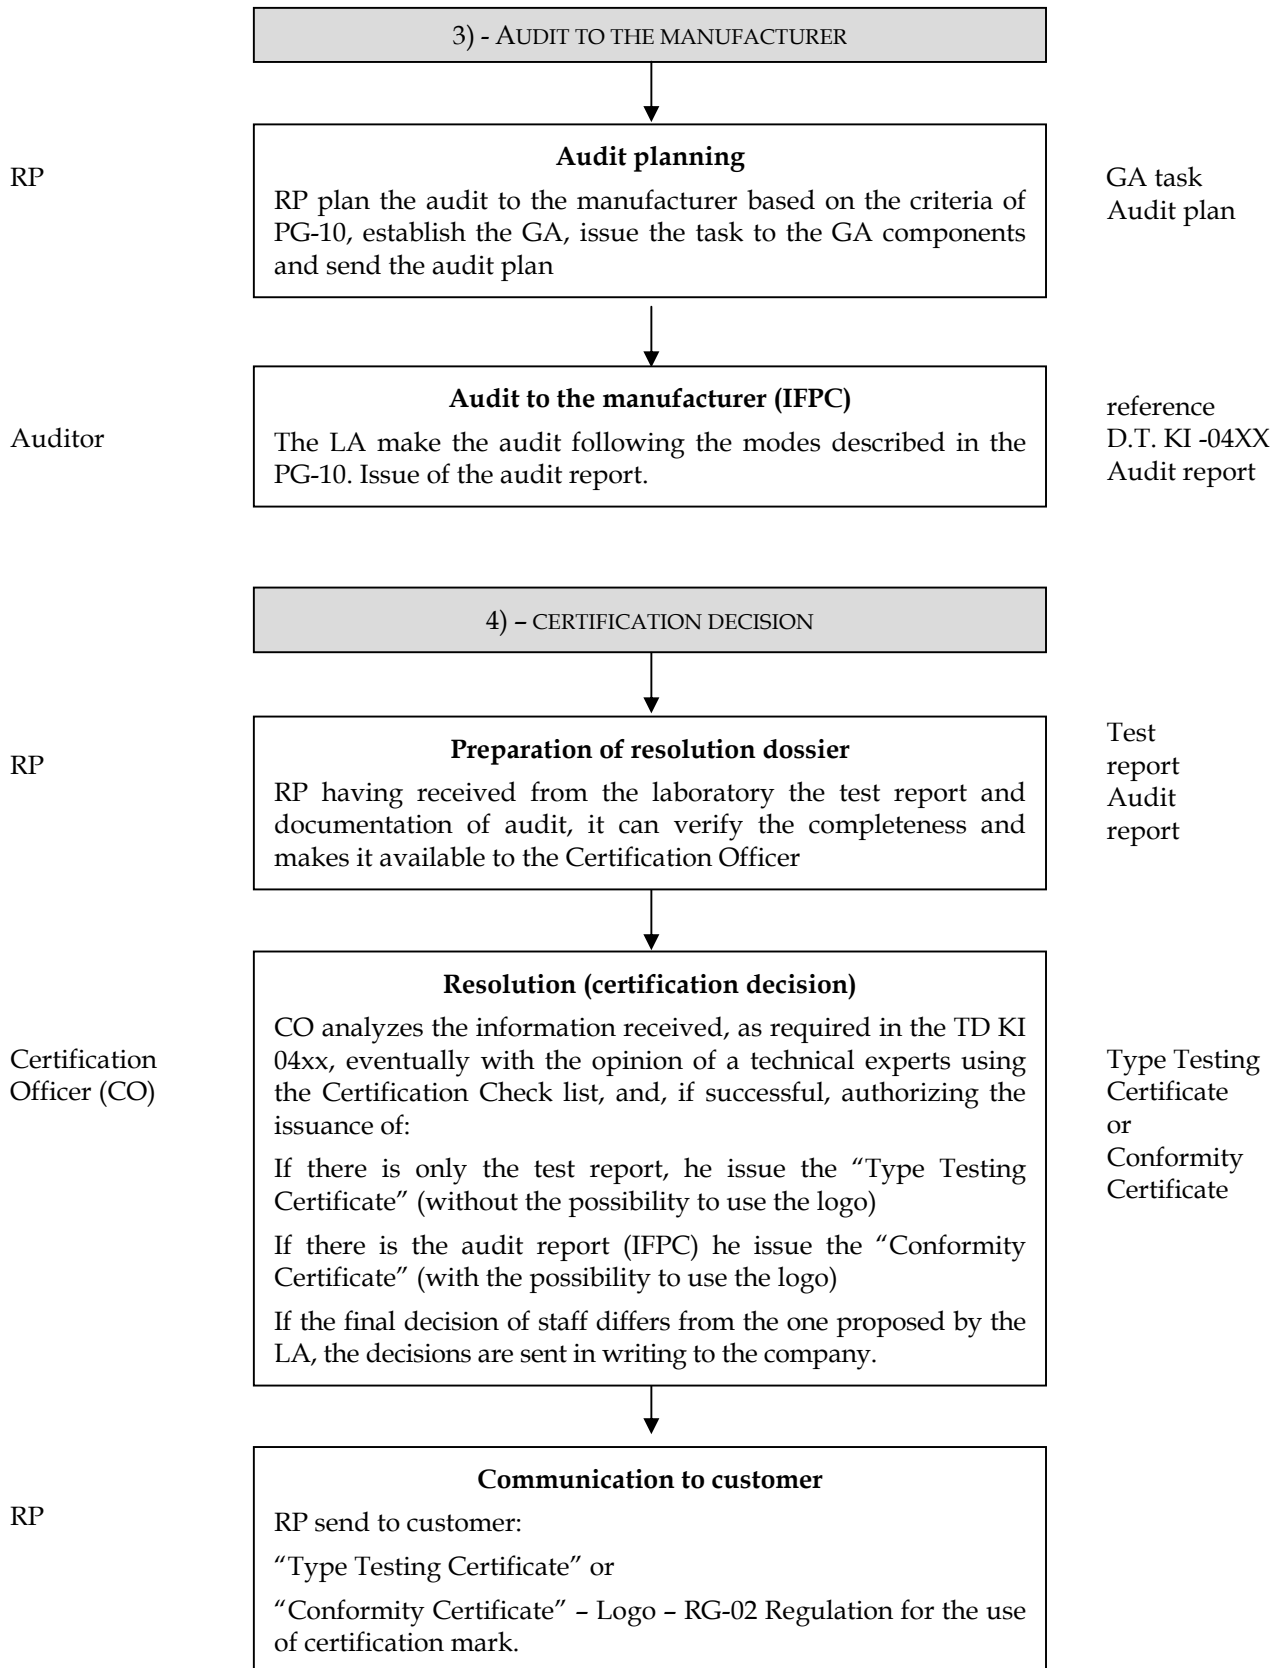 3) - AUDIT TO THE MANUFACTURER
RP
Audit planning
RP plan the audit to the manufacturer based on the criteria of
PG-10, establish the GA, issue the task to the GA components
and send the audit plan
GA task
Audit plan
Auditor
Audit to the manufacturer (IFPC)
The LA make the audit following the modes described in the
PG-10. Issue of the audit report.
reference
D.T. KI -04XX
Audit report
4) – CERTIFICATION DECISION
RP
Preparation of resolution dossier
RP having received from the laboratory the test report and
documentation of audit, it can verify the completeness and
makes it available to the Certification Officer
Test
report
Audit
report
Certification
Officer (CO)
Resolution (certification decision)
CO analyzes the information received, as required in the TD KI
04xx, eventually with the opinion of a technical experts using
the Certification Check list, and, if successful, authorizing the
issuance of:
If there is only the test report, he issue the “Type Testing
Certificate” (without the possibility to use the logo)
If there is the audit report (IFPC) he issue the “Conformity
Certificate” (with the possibility to use the logo)
If the final decision of staff differs from the one proposed by the
LA, the decisions are sent in writing to the company.
Type Testing
Certificate
or
Conformity
Certificate
RP
Communication to customer
RP send to customer:
“Type Testing Certificate” or
“Conformity Certificate” – Logo – RG-02 Regulation for the use
of certification mark.